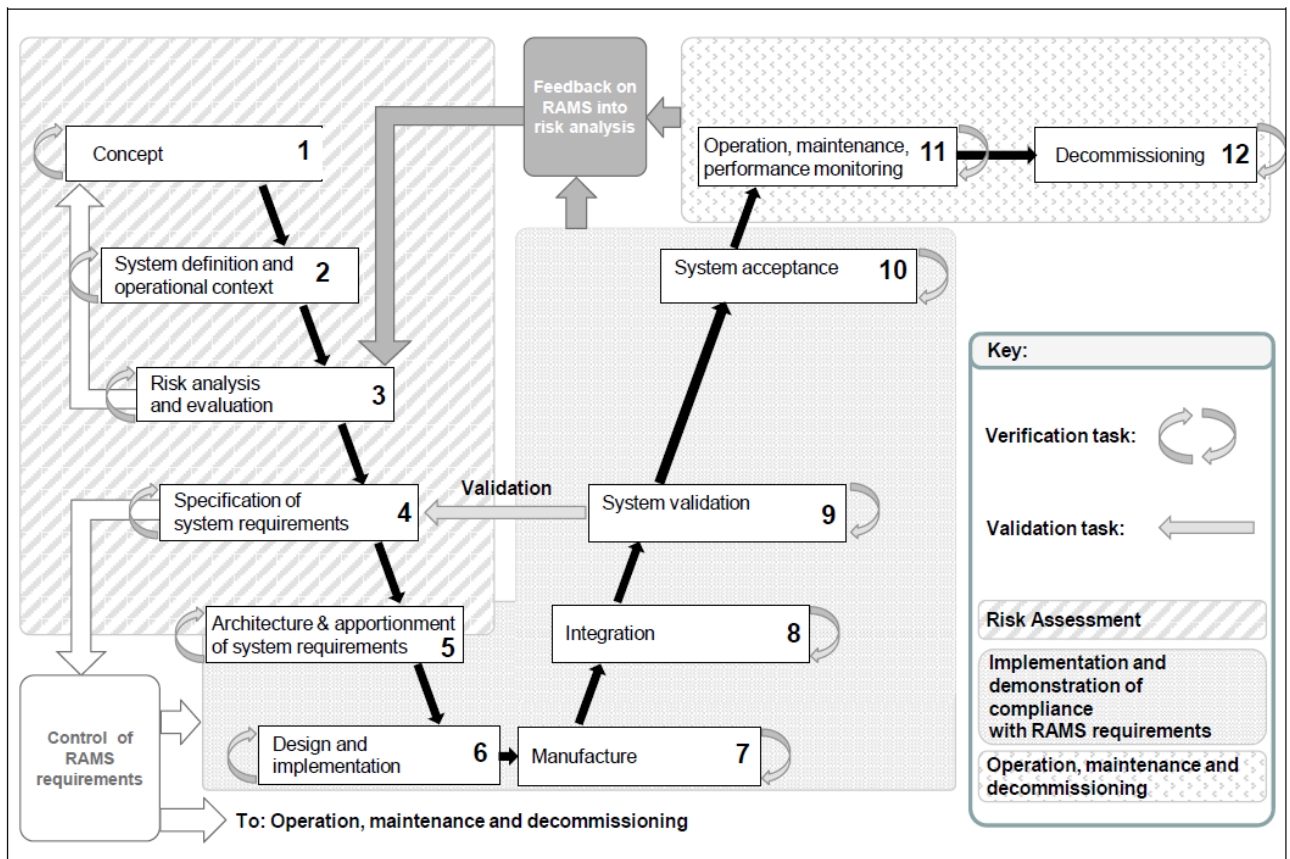 Feedback on
RAMS into
risk analysis
Concept 1
Operation, maintenance,
performance monitoring 11
Decommissioning 12
System definition and
operational context 2
System acceptance 10
Key:
Risk analysis
and evaluation 3
Verification task:
Specification of
system requirements 4
Validation
System validation 9
Validation task:
Architecture & apportionment
of system requirements 5
Integration 8
Risk Assessment
Implementation and
demonstration of
compliance
with RAMS requirements
Control of
RAMS
requirements
Design and
implementation 6
Manufacture 7
Operation, maintenance and
decommissioning
To: Operation, maintenance and decommissioning